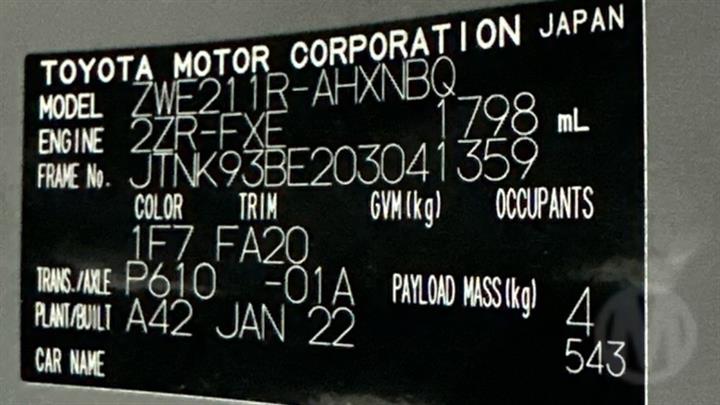 TOYOTA MOTOR CORPORATION JAPAN
MODEL ZWE211R-AHXNBQ
ENGINE 2ZR-FXE 1798 mL
FRAME No. JTNK93BE203041359
COLOR TRIM GVM(kg) OCCUPANTS
1F7 FA20
TRANS./AXLE P610 -01A PAYLOAD MASS(kg) 4
PLANT/BUILT A42 JAN 22 543
CAR NAME
M